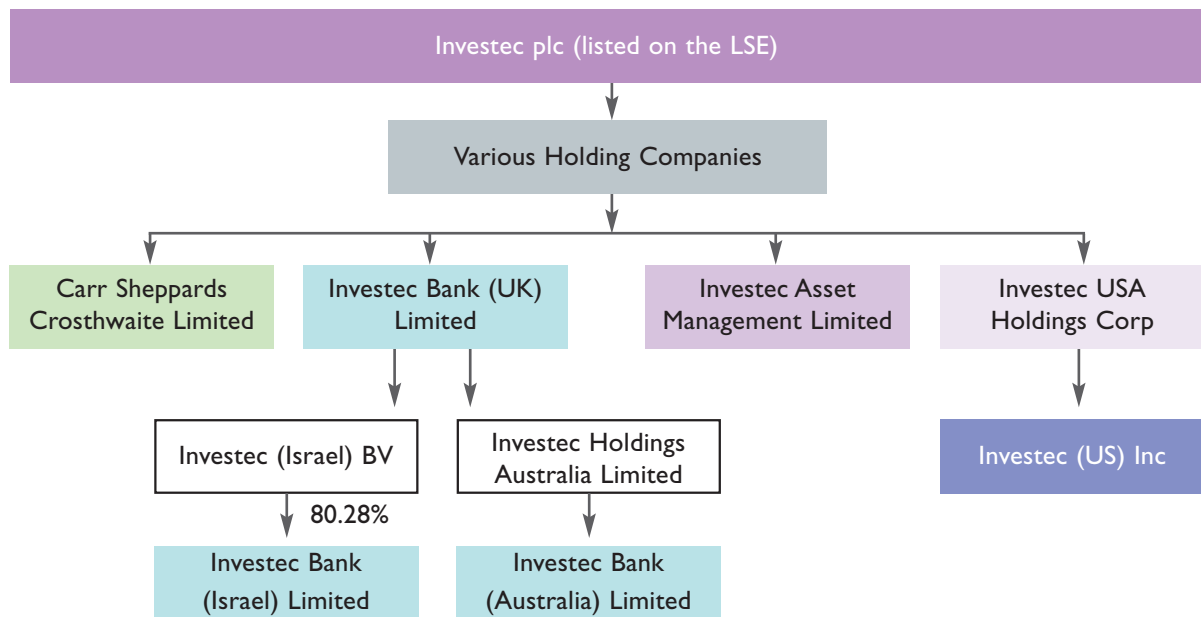 Investec plc (listed on the LSE)
Various Holding Companies
Carr Sheppards
Crosthwaite Limited
Investec Bank (UK)
Limited
Investec Asset
Management Limited
Investec USA
Holdings Corp
Investec (Israel) BV
Investec Holdings
Australia Limited
Investec (US) Inc
80.28%
Investec Bank
(Israel) Limited
Investec Bank
(Australia) Limited